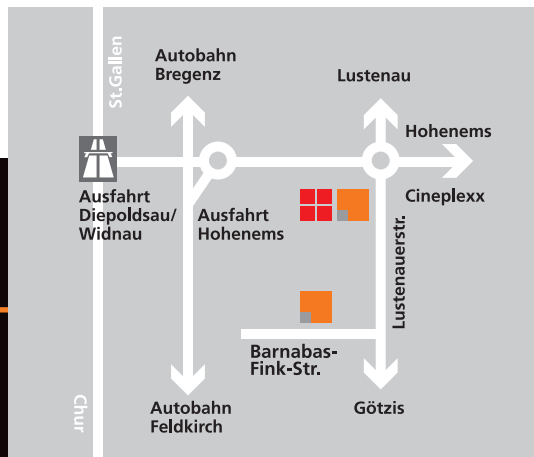 St.Gallen
Autobahn
Bregenz
Lustenau
Hohenems
Cineplexx
Ausfahrt
Diepoldsau/
Widnau
Ausfahrt
Hohenems
Lustenauerstr.
Barnabas-
Fink-Str.
Chur
Autobahn
Feldkirch
Götzis